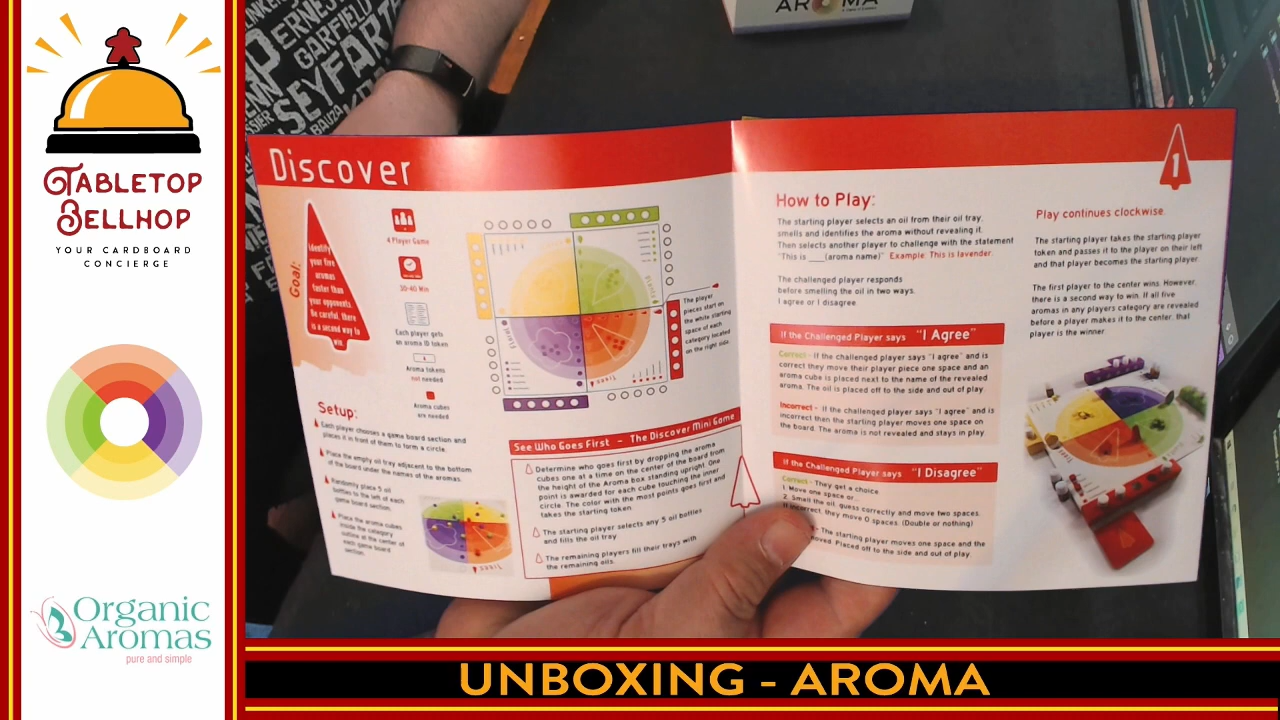 TABLETOP
BELLHOP
YOUR CARDBOARD
CONCIERGE
Organic
Aromas
pure and simple
ERNES
GARFIELD
SEYFAR
BAUZA
AROMA
Discover
Goal:
Identify
your five
aromas
faster than
your opponents.
Be careful, there
is a second way to
win.
4 Player Game
30-40 Min
Each player gets
an aroma ID token
Aroma tokens
not needed
Aroma cubes
are needed
The player
pieces start on
the white starting
space of each
category located
on the right side.
Setup:
Each player chooses a game board section and
places it in front of them to form a circle.
Place the empty oil tray adjacent to the bottom
of the board under the names of the aromas.
Randomly place 5 oil
bottles to the left of each
game board section.
Place the aroma cubes
inside the category
outline at the center of
each game board
section.
See Who Goes First - The Discover Mini Game
Determine who goes first by dropping the aroma
cubes one at a time on the center of the board from
the height of the Aroma box standing upright. One
point is awarded for each cube touching the inner
circle. The color with the most points goes first and
takes the starting token.
The starting player selects any 5 oil bottles
and fills the oil tray
The remaining players fill their trays with
the remaining oils.
1
How to Play:
The starting player selects an oil from their oil tray,
smells and identifies the aroma without revealing it.
Then selects another player to challenge with the statement
"This is ___(aroma name)" Example: This is lavender.
The challenged player responds
before smelling the oil in two ways.
I agree or I disagree
If the Challenged Player says "I Agree"
Correct - If the challenged player says "I agree" and is
correct they move their player piece one space and an
aroma cube is placed next to the name of the revealed
aroma. The oil is placed off to the side and out of play.
Incorrect - If the challenged player says "I agree" and is
incorrect then the starting player moves one space on
the board. The aroma is not revealed and stays in play.
If the Challenged Player says "I Disagree"
Correct - They get a choice
1. Move one space or...
2. Smell the oil, guess correctly and move two spaces.
If incorrect, they move 0 spaces. (Double or nothing)
- The starting player moves one space and the
moved. Placed off to the side and out of play.
Play continues clockwise.
The starting player takes the starting player
token and passes it to the player on their left
and that player becomes the starting player.
The first player to the center wins. However,
there is a second way to win. If all five
aromas in any players category are revealed
before a player makes it to the center, that
player is the winner.
UNBOXING - AROMA